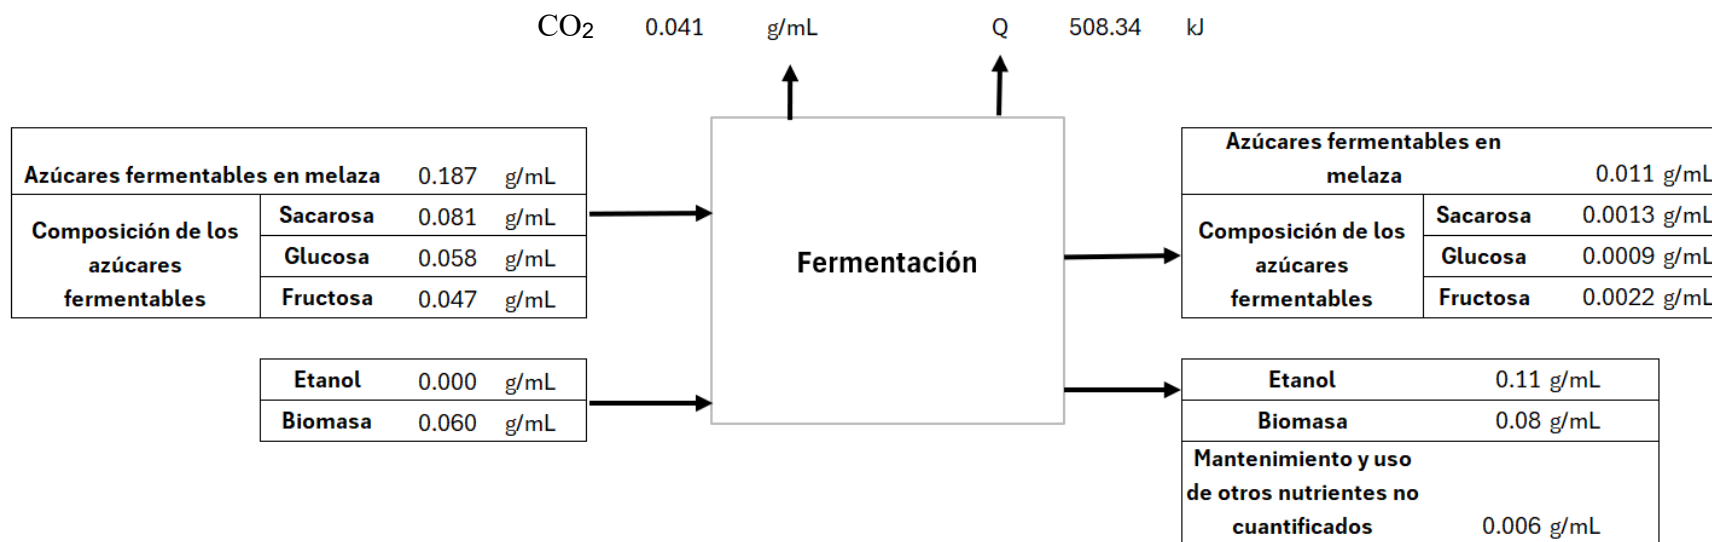 CO2 0.041 g/mL Q 508.34 kJ
Azúcares fermentables en melaza 0.187 g/mL
Composición de los azúcares fermentables
Sacarosa 0.081 g/mL
Glucosa 0.058 g/mL
Fructosa 0.047 g/mL
Etanol 0.000 g/mL
Biomasa 0.060 g/mL
Fermentación
Azúcares fermentables en
melaza 0.011 g/mL
Composición de los
azúcares
fermentables
Sacarosa 0.0013 g/mL
Glucosa 0.0009 g/mL
Fructosa 0.0022 g/mL
Etanol 0.11 g/mL
Biomasa 0.08 g/mL
Mantenimiento y uso
de otros nutrientes no
cuantificados 0.006 g/mL